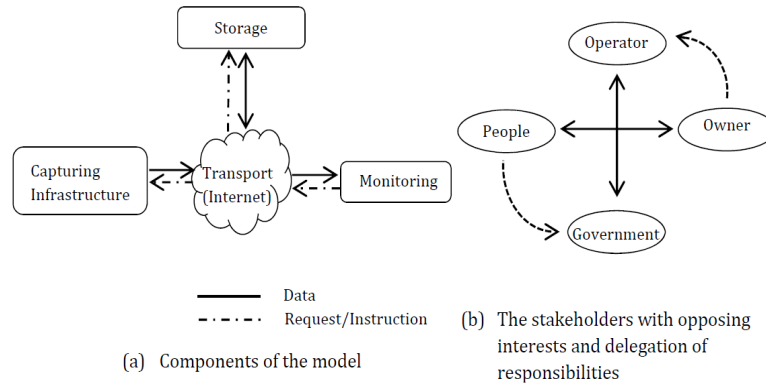 Storage
Operator
People
Owner
Capturing
Infrastructure
Transport
(Internet)
Monitoring
Government
Data
Request/Instruction
(a) Components of the model
(b) The stakeholders with opposing
interests and delegation of
responsibilities